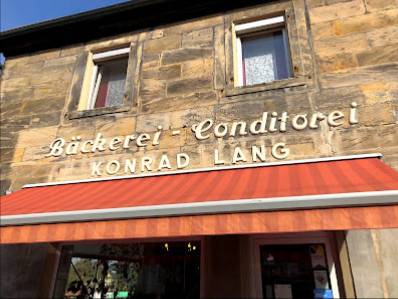 Bäckerei - Conditorei
KONRAD LANG